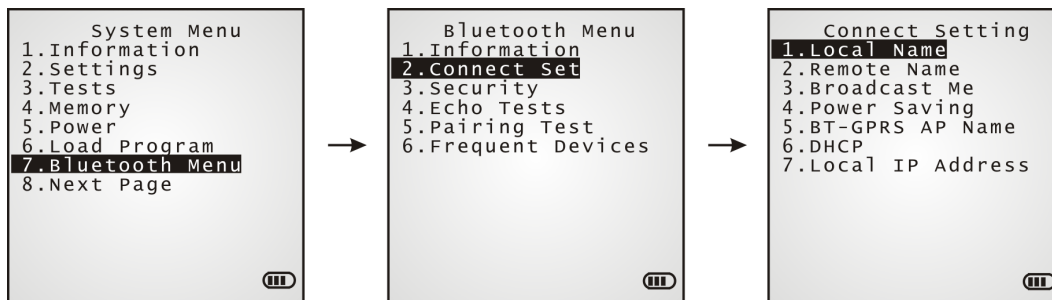 System Menu
1.Information
2.Settings
3.Tests
4.Memory
5.Power
6.Load Program
7.Bluetooth Menu
8.Next Page
Bluetooth Menu
1.Information
2.Connect Set
3.Security
4.Echo Tests
5.Pairing Test
6.Frequent Devices
Connect Setting
1.Local Name
2.Remote Name
3.Broadcast Me
4.Power Saving
5.BT-GPRS AP Name
6.DHCP
7.Local IP Address